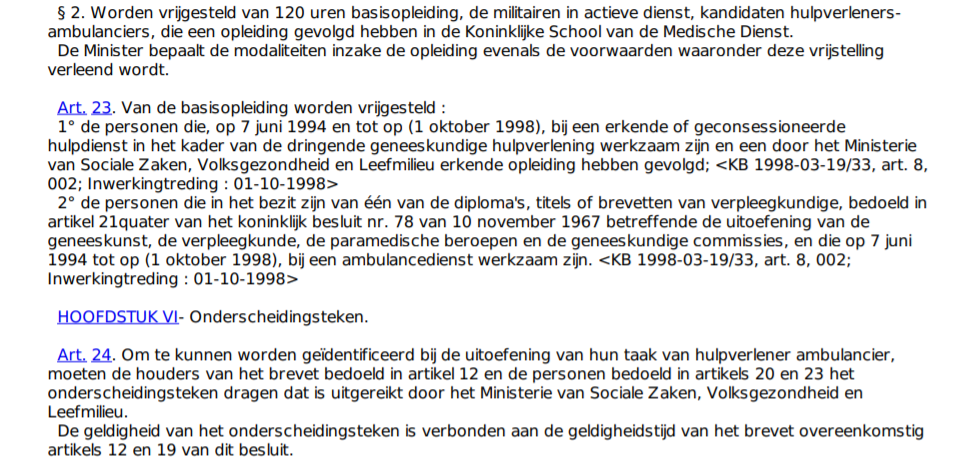 § 2. Worden vrijgesteld van 120 uren basisopleiding, de militairen in actieve dienst, kandidaten hulpverleners-
ambulanciers, die een opleiding gevolgd hebben in de Koninklijke School van de Medische Dienst.
De Minister bepaalt de modaliteiten inzake de opleiding evenals de voorwaarden waaronder deze vrijstelling
verleend wordt.
Art. 23. Van de basisopleiding worden vrijgesteld :
1° de personen die, op 7 juni 1994 en tot op (1 oktober 1998), bij een erkende of geconsessioneerde
hulpdienst in het kader van de dringende geneeskundige hulpverlening werkzaam zijn en een door het Ministerie
van Sociale Zaken, Volksgezondheid en Leefmilieu erkende opleiding hebben gevolgd; <KB 1998-03-19/33, art. 8,
002; Inwerkingtreding : 01-10-1998>
2° de personen die in het bezit zijn van één van de diploma's, titels of brevetten van verpleegkundige, bedoeld in
artikel 21quater van het koninklijk besluit nr. 78 van 10 november 1967 betreffende de uitoefening van de
geneeskunst, de verpleegkunde, de paramedische beroepen en de geneeskundige commissies, en die op 7 juni
1994 tot op (1 oktober 1998), bij een ambulancedienst werkzaam zijn. <KB 1998-03-19/33, art. 8, 002;
Inwerkingtreding : 01-10-1998>
HOOFDSTUK VI- Onderscheidingsteken.
Art. 24. Om te kunnen worden geïdentificeerd bij de uitoefening van hun taak van hulpverlener ambulancier,
moeten de houders van het brevet bedoeld in artikel 12 en de personen bedoeld in artikels 20 en 23 het
onderscheidingsteken dragen dat is uitgereikt door het Ministerie van Sociale Zaken, Volksgezondheid en
Leefmilieu.
De geldigheid van het onderscheidingsteken is verbonden aan de geldigheidstijd van het brevet overeenkomstig
artikels 12 en 19 van dit besluit.